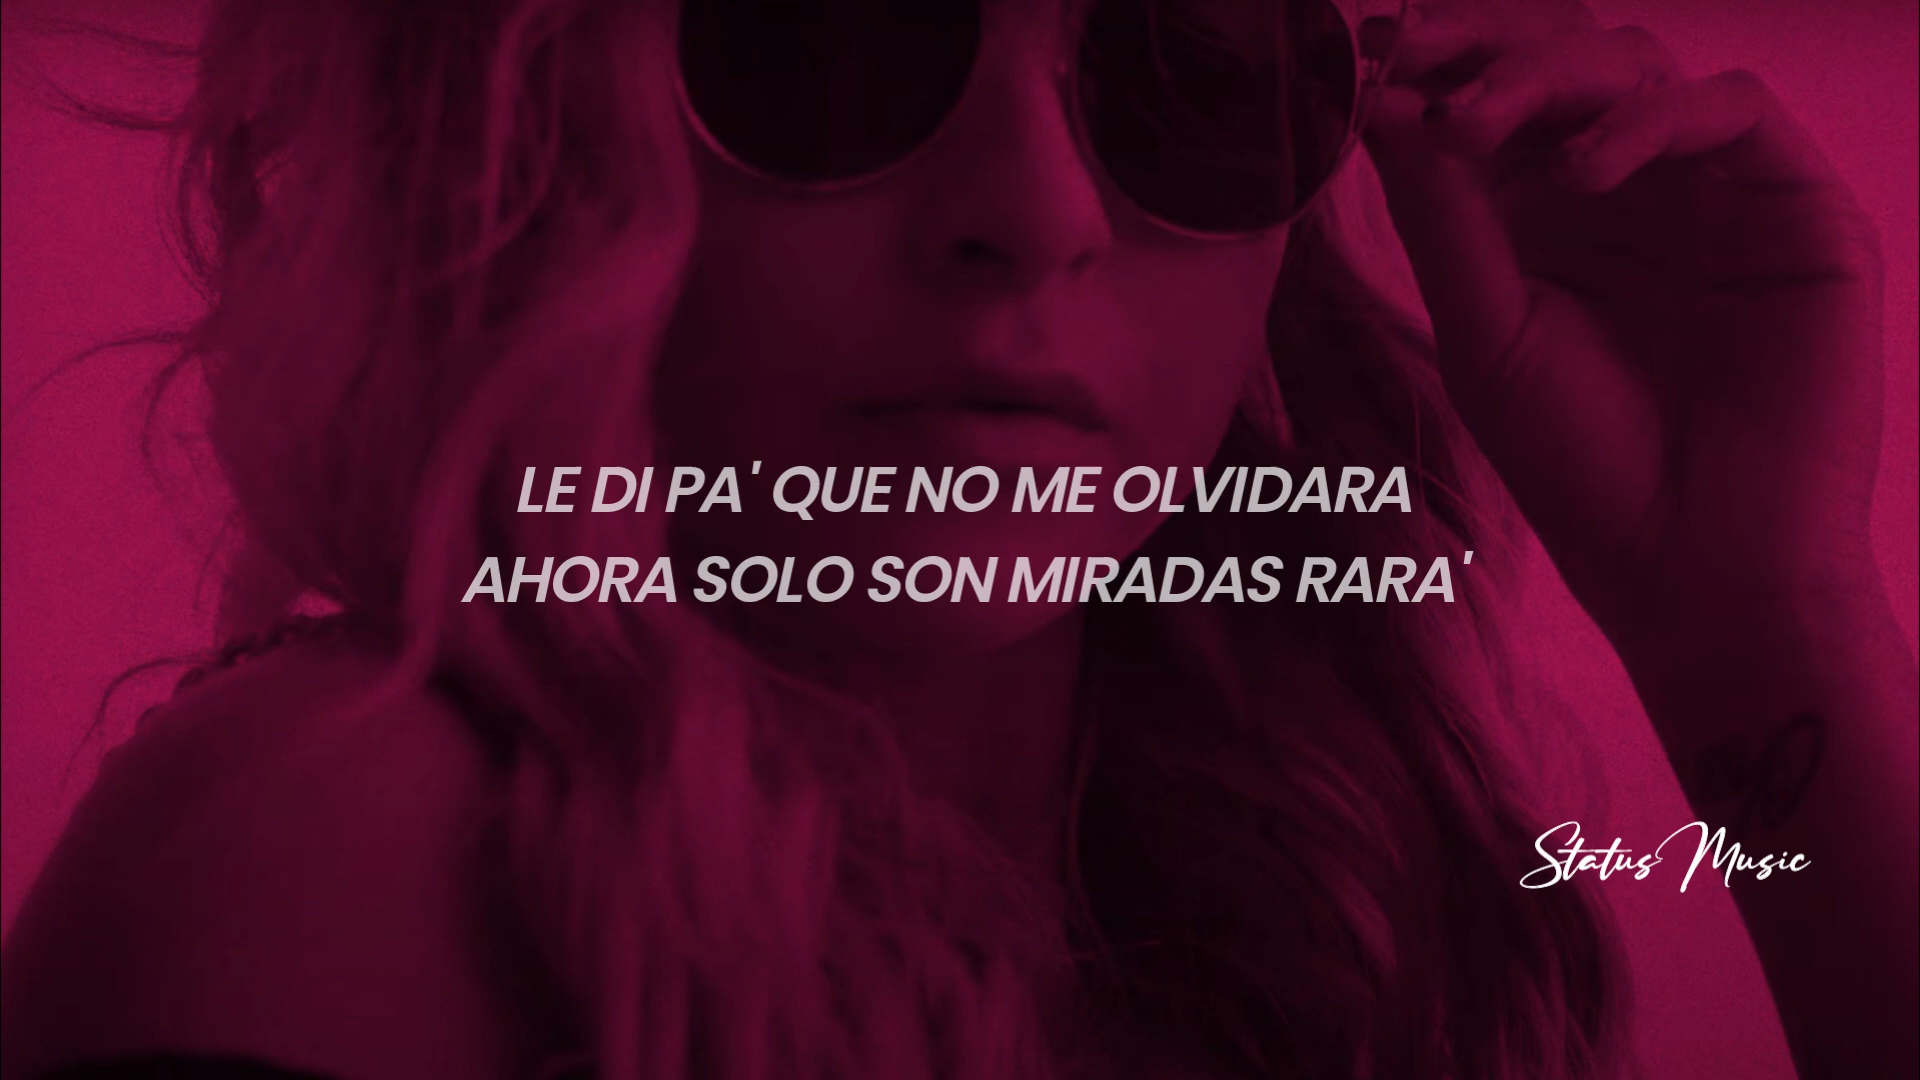 LE DI PA' QUE NO ME OLVIDARA
AHORA SOLO SON MIRADAS RARA'
Status Music